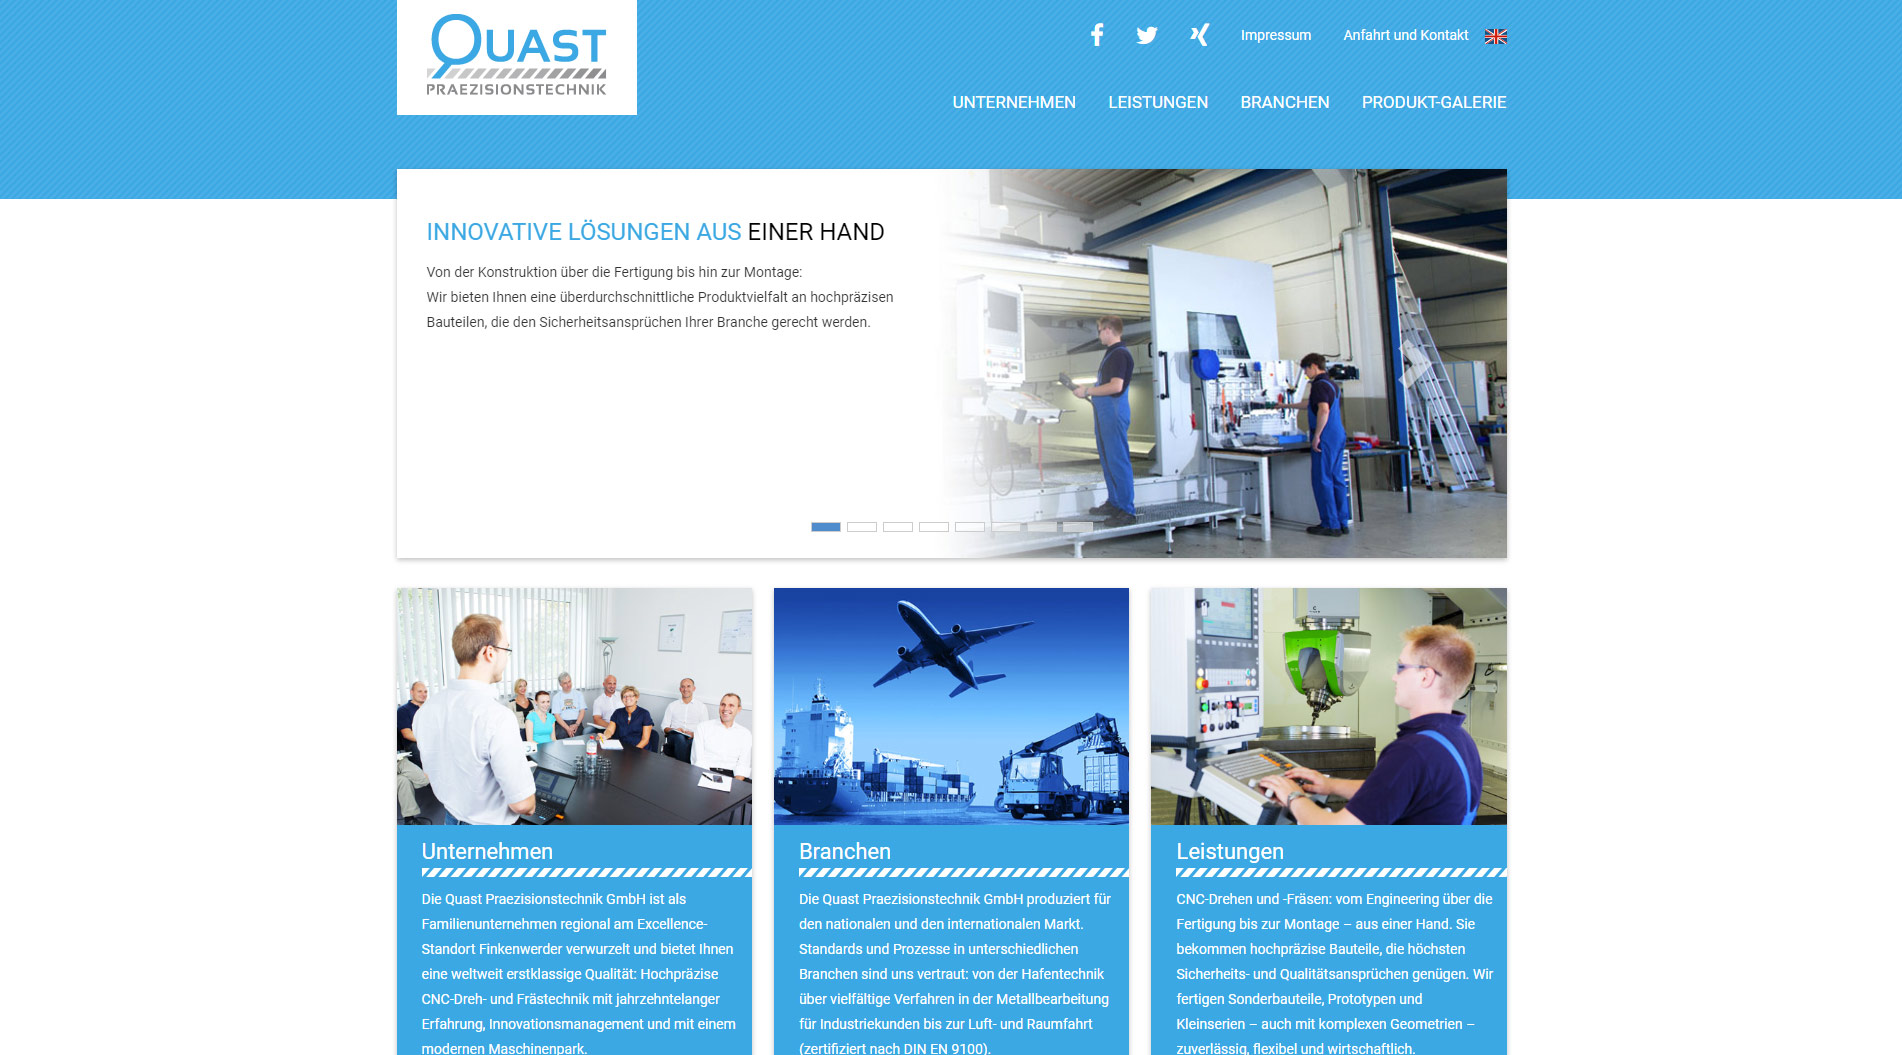 QUAST
PRAEZISIONSTECHNIK
Impressum
Anfahrt und Kontakt
UNTERNEHMEN
LEISTUNGEN
BRANCHEN
PRODUKT-GALERIE
INNOVATIVE LÖSUNGEN AUS EINER HAND
Von der Konstruktion über die Fertigung bis hin zur Montage:
Wir bieten Ihnen eine überdurchschnittliche Produktvielfalt an hochpräzisen
Bauteilen, die den Sicherheitsansprüchen Ihrer Branche gerecht werden.
Unternehmen
Die Quast Praezisionstechnik GmbH ist als
Familienunternehmen regional am Excellence-
Standort Finkenwerder verwurzelt und bietet Ihnen
eine weltweit erstklassige Qualität: Hochpräzise
CNC-Dreh- und Frästechnik mit jahrzehntelanger
Erfahrung, Innovationsmanagement und mit einem
modernen Maschinenpark.
Branchen
Die Quast Praezisionstechnik GmbH produziert für
den nationalen und den internationalen Markt.
Standards und Prozesse in unterschiedlichen
Branchen sind uns vertraut: von der Hafentechnik
über vielfältige Verfahren in der Metallbearbeitung
für Industriekunden bis zur Luft- und Raumfahrt
(zertifiziert nach DIN EN 9100).
Leistungen
CNC-Drehen und -Fräsen: vom Engineering über die
Fertigung bis zur Montage – aus einer Hand. Sie
bekommen hochpräzise Bauteile, die höchsten
Sicherheits- und Qualitätsansprüchen genügen. Wir
fertigen Sonderbauteile, Prototypen und
Kleinserien – auch mit komplexen Geometrien –
zuverlässig, flexibel und wirtschaftlich.